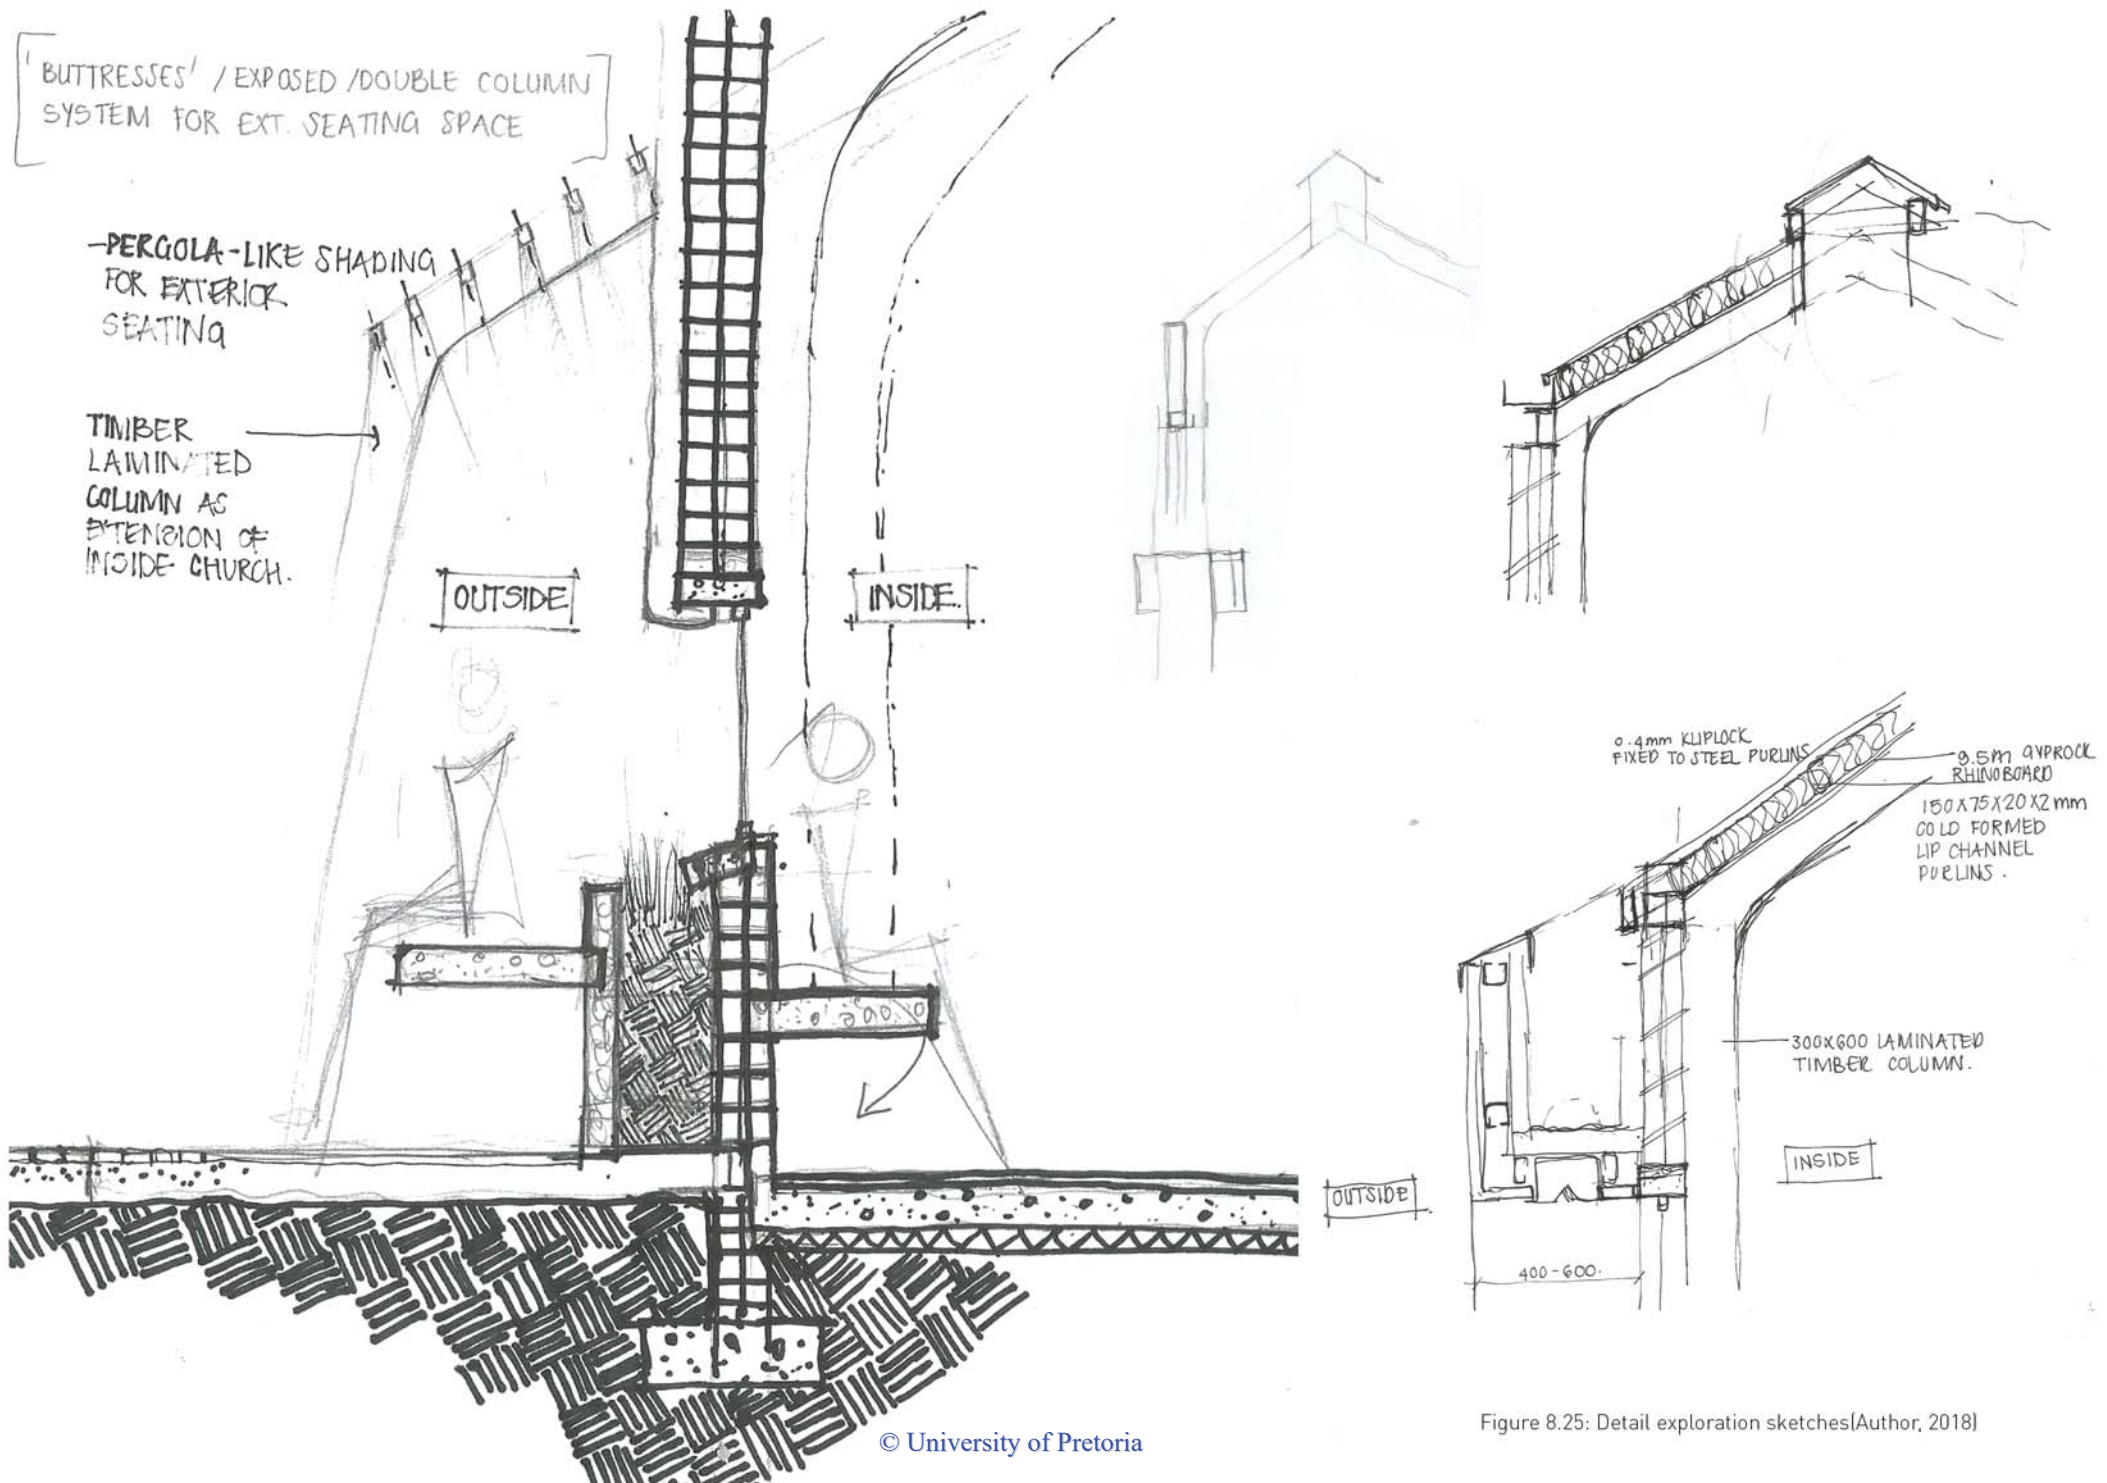 'BUTTRESSES' / EXPOSED / DOUBLE COLUMN
SYSTEM FOR EXT. SEATING SPACE
-PERGOLA-LIKE SHADING
FOR EXTERIOR
SEATING
TIMBER
LAMINATED
COLUMN AS
EXTENSION OF
INSIDE CHURCH.
OUTSIDE
INSIDE.
0.4mm KLIPLOCK
FIXED TO STEEL PURLINS
9.5m GYPROCK
RHINOBOARD
150X75X20X2mm
COLD FORMED
LIP CHANNEL
PURLINS.
300X600 LAMINATED
TIMBER COLUMN.
INSIDE
OUTSIDE
400-600.
Figure 8.25: Detail exploration sketches(Author, 2018)
© University of Pretoria